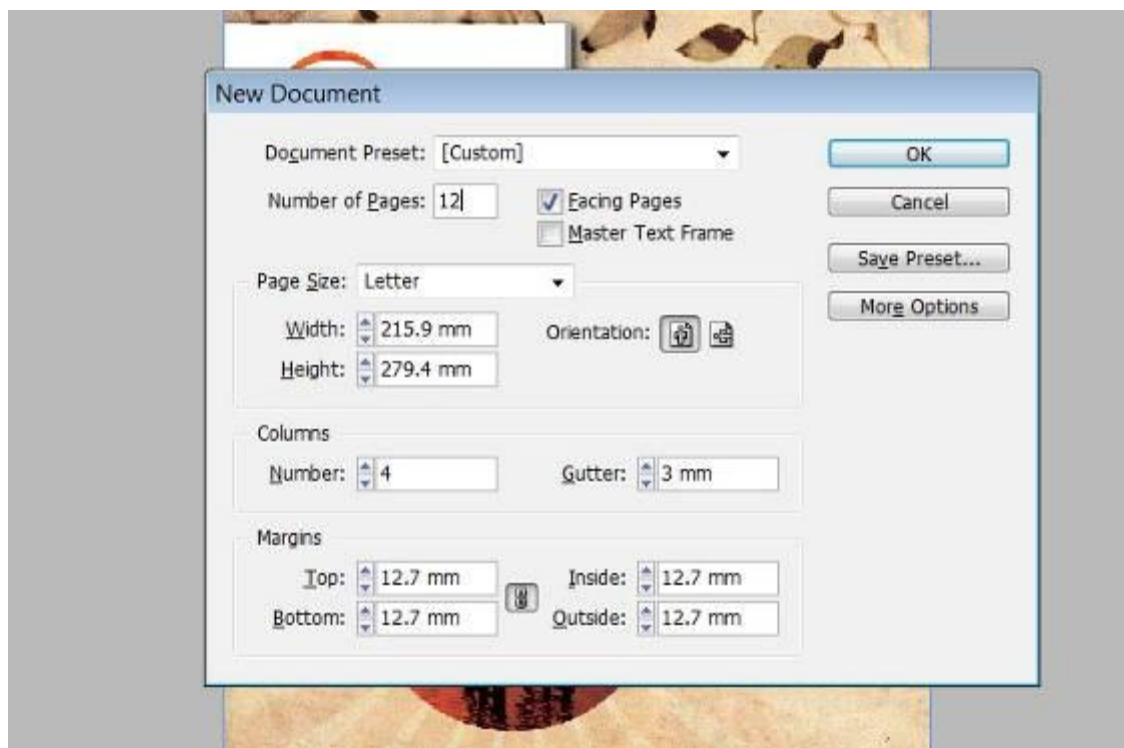 New Document
Document Preset: [Custom] OK
Number of Pages: 12 Facing Pages Cancel
Master Text Frame
Save Preset...
Page Size: Letter
More Options
Width: 215.9 mm Orientation:
Height: 279.4 mm
Columns
Number: 4 Gutter: 3 mm
Margins
Top: 12.7 mm Inside: 12.7 mm
Bottom: 12.7 mm Outside: 12.7 mm